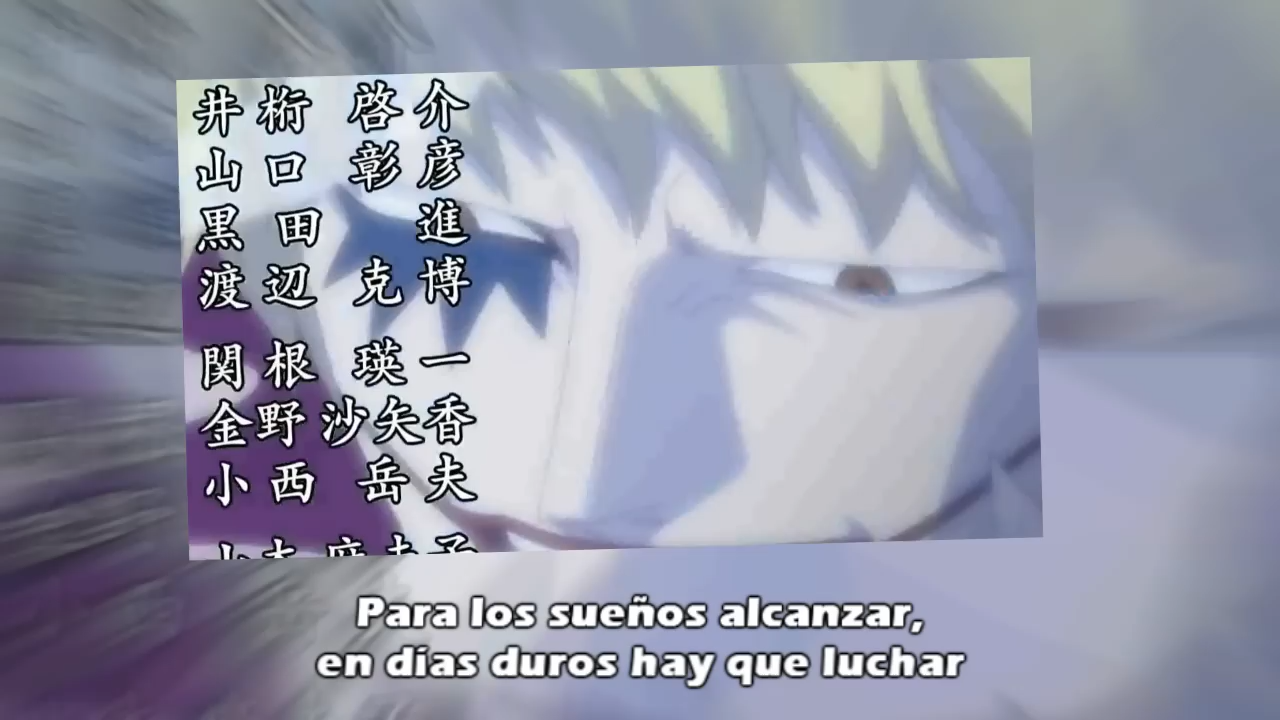 井桁 啓介
山口 彰彦
黒田 進
渡辺 克博
関根 瑛一
金野沙矢香
小西 岳夫
Para los sueños alcanzar,
en días duros hay que luchar